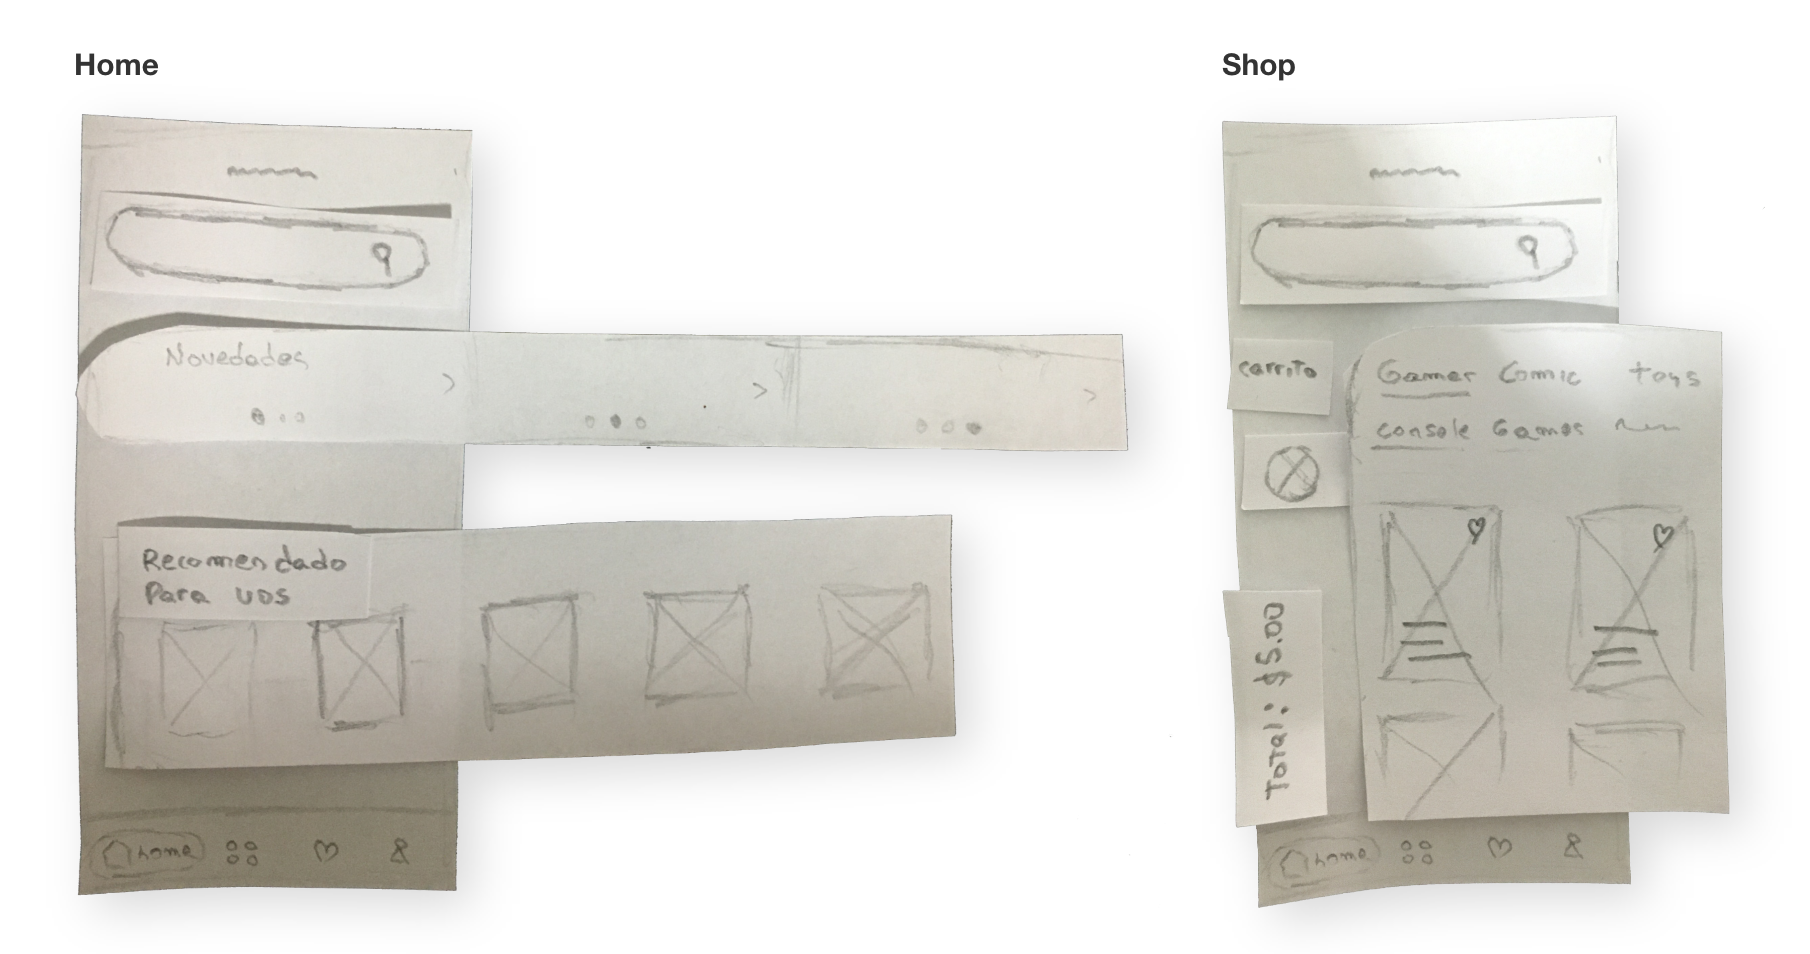 Home
Novedades
Recomendado
Para UDS
home
Shop
carrito
Gamer Comic toys
console Games
Total: $5.00
home